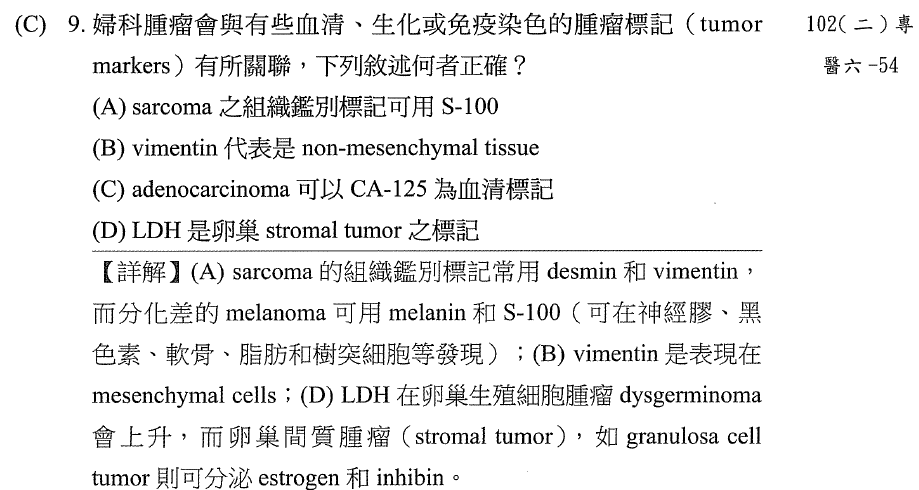 (C) 9. 婦科腫瘤會與有些血清、生化或免疫染色的腫瘤標記（tumor
102(二)專
markers）有所關聯，下列敘述何者正確？
醫六-54
(A) sarcoma 之組織鑑別標記可用 S-100
(B) vimentin 代表是 non-mesenchymal tissue
(C) adenocarcinoma 可以 CA-125 為血清標記
(D) LDH 是卵巢 stromal tumor 之標記
【詳解】(A) sarcoma 的組織鑑別標記常用 desmin 和 vimentin，
而分化差的 melanoma 可用 melanin 和 S-100（可在神經膠、黑
色素、軟骨、脂肪和樹突細胞等發現）；(B) vimentin 是表現在
mesenchymal cells；(D) LDH 在卵巢生殖細胞腫瘤 dysgerminoma
會上升，而卵巢間質腫瘤（stromal tumor），如 granulosa cell
tumor 則可分泌 estrogen 和 inhibin。